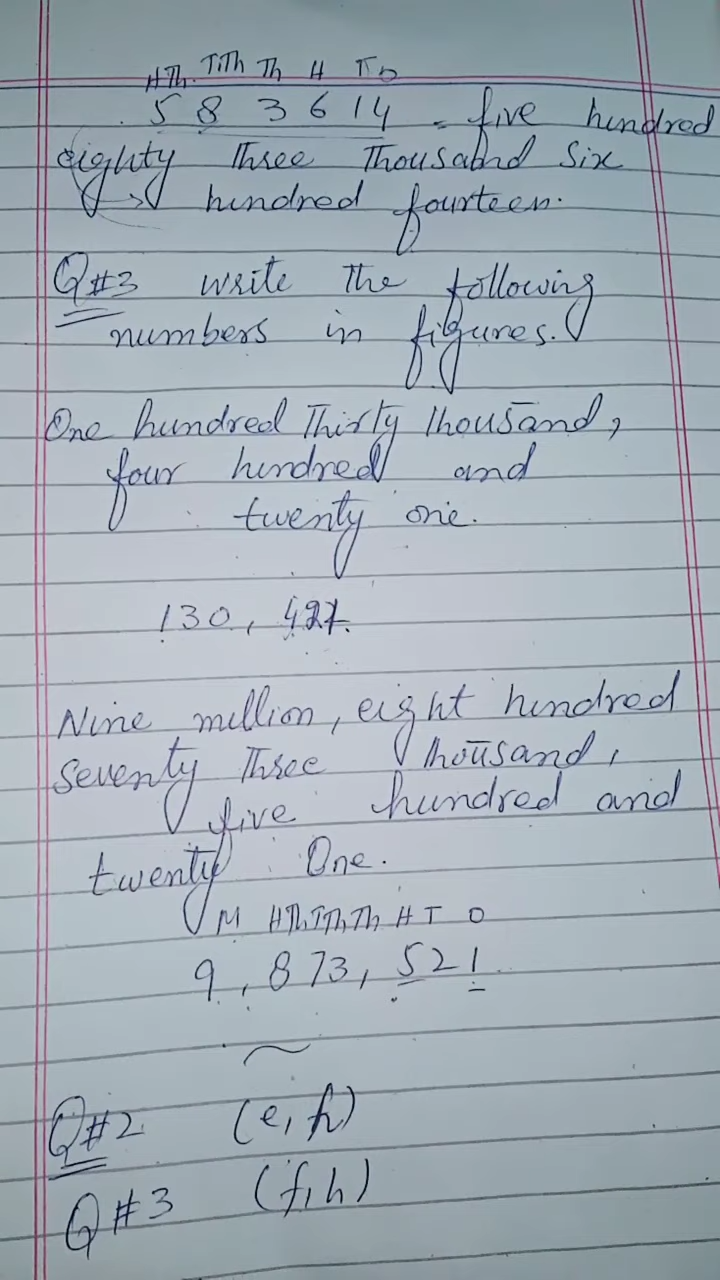 HTh. TTh Th H T O
5 8 3 6 14 - five hundred
eighty Three Thousand Six
hundred fourteen.
Q#3 write The following
numbers in figures.
One hundred Thirty Thousand,
four hundred and
twenty one.
130, 421.
Nine million, eight hundred
Seventy Three Thousand,
five hundred and
twenty One.
M HTh TTh Th H T O
9, 873, 521
Q#2 (e, h)
Q#3 (f, h)